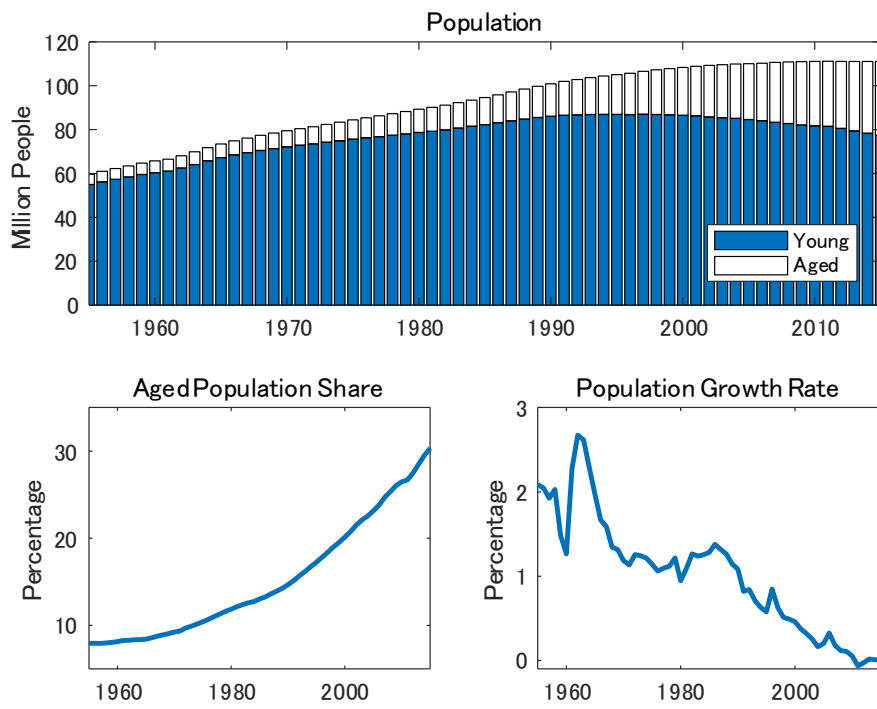 Population
Million People
120
100
80
60
40
20
0
Young
Aged
1960 1970 1980 1990 2000 2010
Aged Population Share
Percentage
30
20
10
1960 1980 2000
Population Growth Rate
Percentage
3
2
1
0
1960 1980 2000